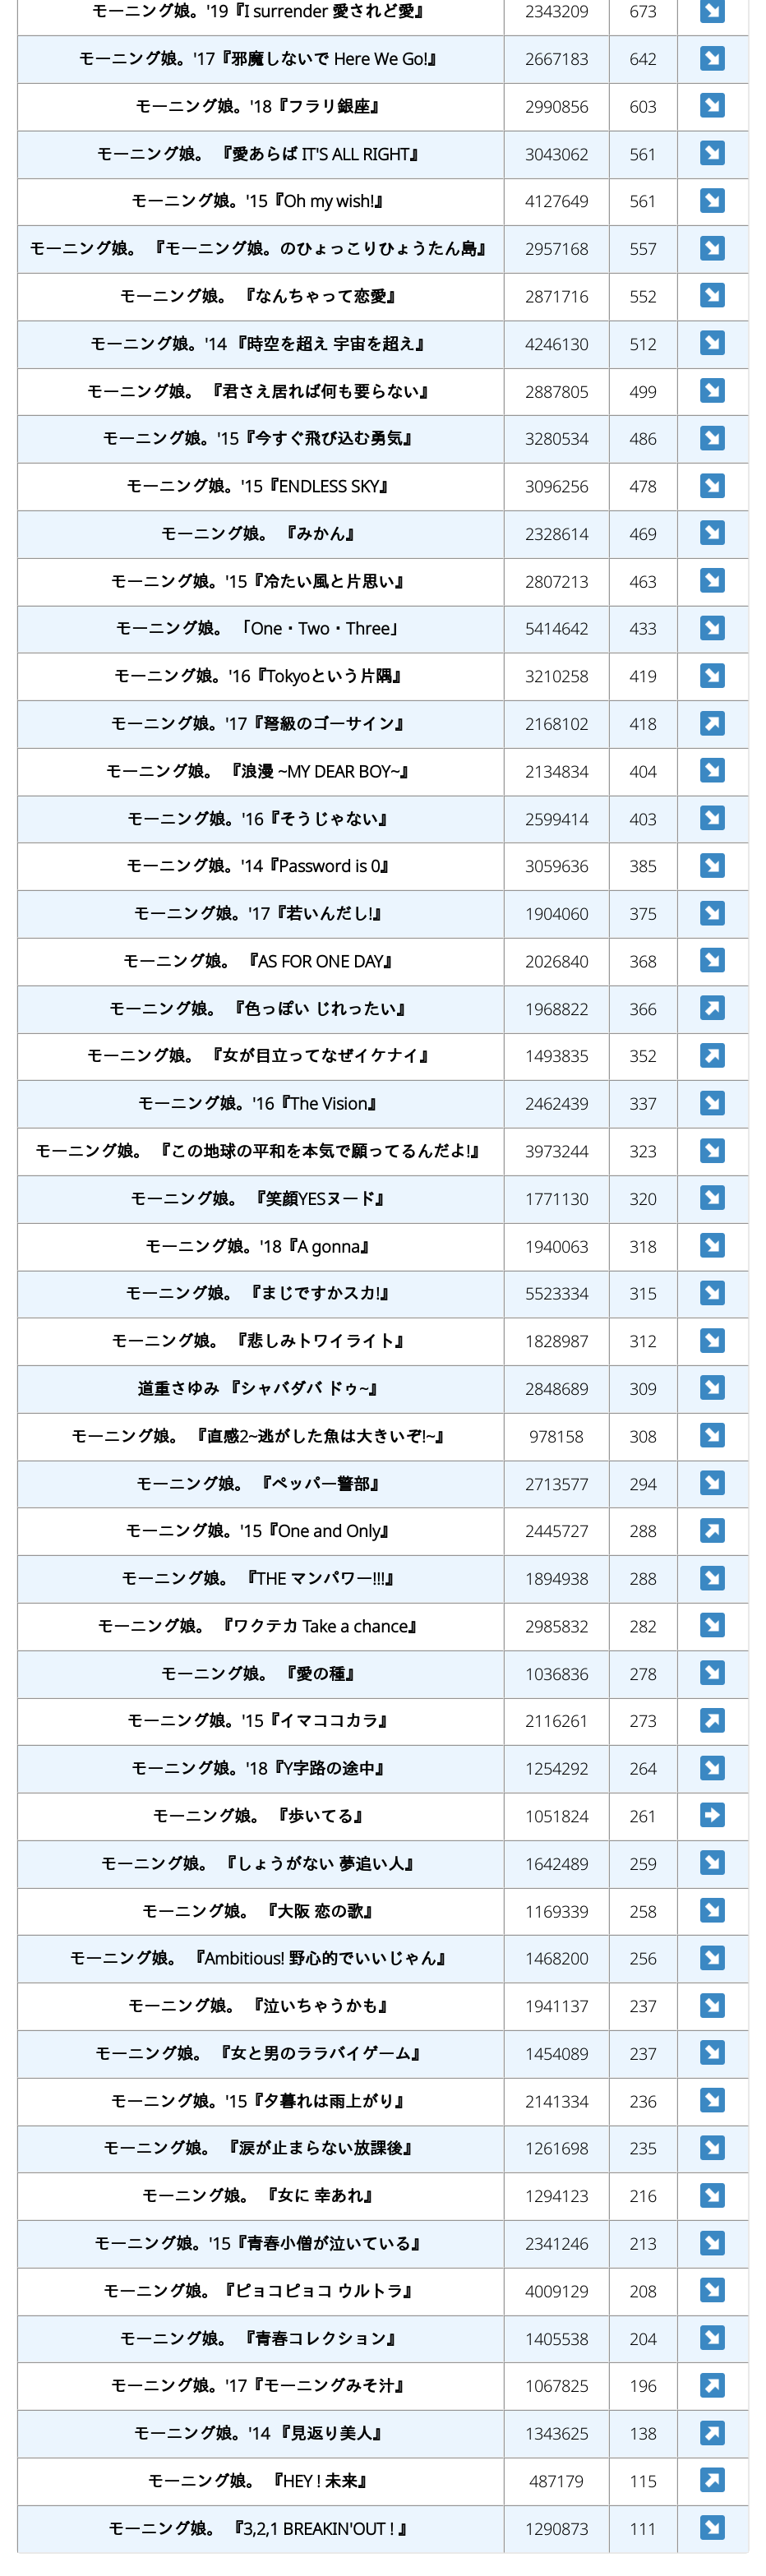 モーニング娘。'19『I surrender 愛されど愛』 2343209 673 ↘
モーニング娘。'17『邪魔しないで Here We Go!』 2667183 642 ↘
モーニング娘。'18『フラリ銀座』 2990856 603 ↘
モーニング娘。 『愛あらば IT'S ALL RIGHT』 3043062 561 ↘
モーニング娘。'15『Oh my wish!』 4127649 561 ↘
モーニング娘。 『モーニング娘。のひょっこりひょうたん島』 2957168 557 ↘
モーニング娘。 『なんちゃって恋愛』 2871716 552 ↘
モーニング娘。'14 『時空を超え 宇宙を超え』 4246130 512 ↘
モーニング娘。 『君さえ居れば何も要らない』 2887805 499 ↘
モーニング娘。'15『今すぐ飛び込む勇気』 3280534 486 ↘
モーニング娘。'15『ENDLESS SKY』 3096256 478 ↘
モーニング娘。 『みかん』 2328614 469 ↘
モーニング娘。'15『冷たい風と片思い』 2807213 463 ↘
モーニング娘。 「One・Two・Three」 5414642 433 ↘
モーニング娘。'16『Tokyoという片隅』 3210258 419 ↘
モーニング娘。'17『弩級のゴーサイン』 2168102 418 ↗
モーニング娘。 『浪漫 ~MY DEAR BOY~』 2134834 404 ↘
モーニング娘。'16『そうじゃない』 2599414 403 ↘
モーニング娘。'14『Password is 0』 3059636 385 ↘
モーニング娘。'17『若いんだし!』 1904060 375 ↘
モーニング娘。 『AS FOR ONE DAY』 2026840 368 ↘
モーニング娘。 『色っぽい じれったい』 1968822 366 ↗
モーニング娘。 『女が目立ってなぜイケナイ』 1493835 352 ↗
モーニング娘。'16『The Vision』 2462439 337 ↘
モーニング娘。 『この地球の平和を本気で願ってるんだよ!』 3973244 323 ↘
モーニング娘。 『笑顔YESヌード』 1771130 320 ↘
モーニング娘。'18『A gonna』 1940063 318 ↘
モーニング娘。 『まじですかスカ!』 5523334 315 ↘
モーニング娘。 『悲しみトワイライト』 1828987 312 ↘
道重さゆみ 『シャバダバ ドゥ~』 2848689 309 ↘
モーニング娘。 『直感2~逃がした魚は大きいぞ!~』 978158 308 ↘
モーニング娘。 『ペッパー警部』 2713577 294 ↘
モーニング娘。'15『One and Only』 2445727 288 ↗
モーニング娘。 『THE マンパワー!!!』 1894938 288 ↘
モーニング娘。 『ワクテカ Take a chance』 2985832 282 ↘
モーニング娘。 『愛の種』 1036836 278 ↘
モーニング娘。'15『イマココカラ』 2116261 273 ↗
モーニング娘。'18『Y字路の途中』 1254292 264 ↘
モーニング娘。 『歩いてる』 1051824 261 ➡
モーニング娘。 『しょうがない 夢追い人』 1642489 259 ↘
モーニング娘。 『大阪 恋の歌』 1169339 258 ↘
モーニング娘。 『Ambitious! 野心的でいいじゃん』 1468200 256 ↘
モーニング娘。 『泣いちゃうかも』 1941137 237 ↘
モーニング娘。 『女と男のララバイゲーム』 1454089 237 ↘
モーニング娘。'15『夕暮れは雨上がり』 2141334 236 ↘
モーニング娘。 『涙が止まらない放課後』 1261698 235 ↘
モーニング娘。 『女に 幸あれ』 1294123 216 ↘
モーニング娘。'15『青春小僧が泣いている』 2341246 213 ↘
モーニング娘。『ピョコピョコ ウルトラ』 4009129 208 ↘
モーニング娘。 『青春コレクション』 1405538 204 ↘
モーニング娘。'17『モーニングみそ汁』 1067825 196 ↗
モーニング娘。'14 『見返り美人』 1343625 138 ↗
モーニング娘。 『HEY ! 未来』 487179 115 ↗
モーニング娘。 『3,2,1 BREAKIN'OUT ! 』 1290873 111 ↘